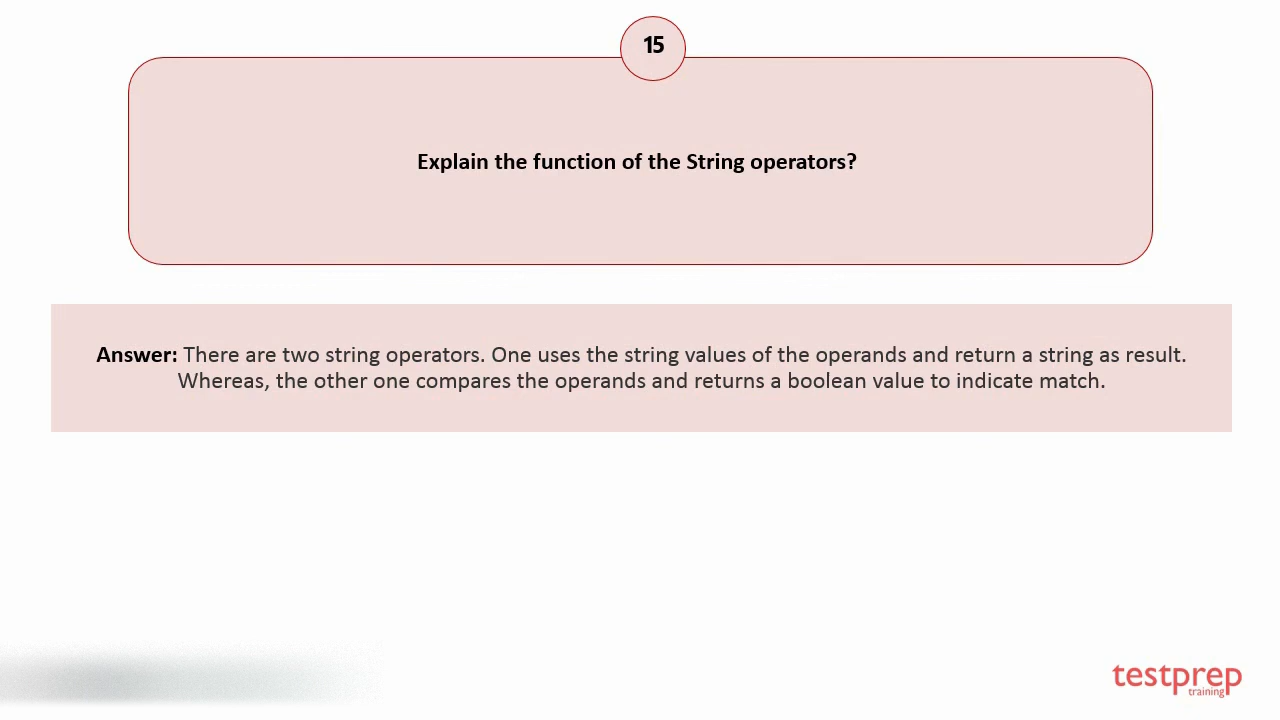 15
Explain the function of the String operators?
Answer: There are two string operators. One uses the string values of the operands and return a string as result.
Whereas, the other one compares the operands and returns a boolean value to indicate match.
testprep
training